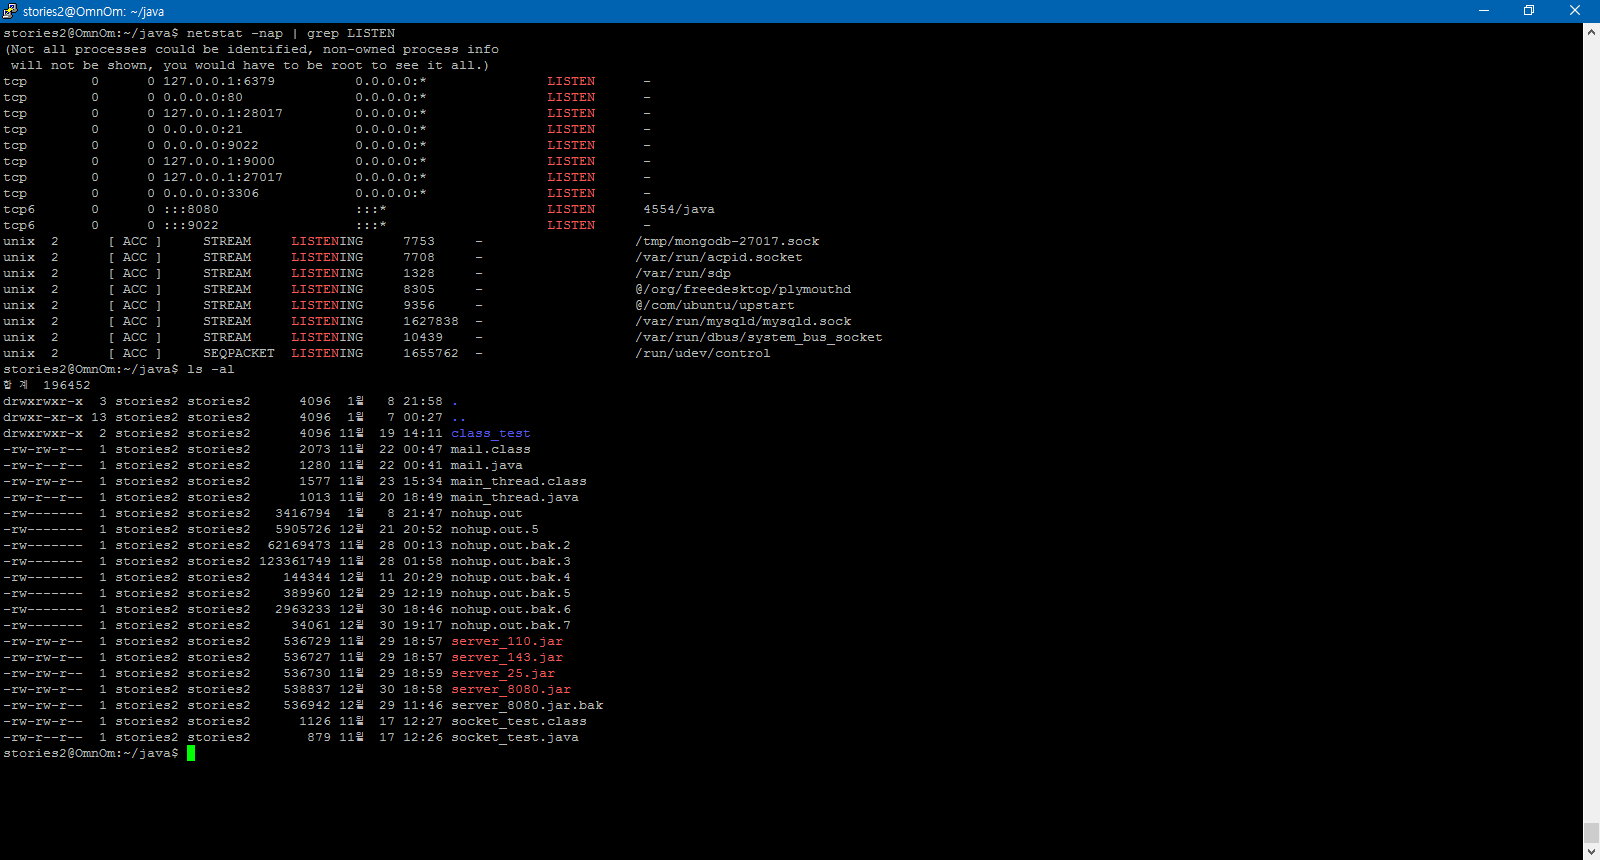 stories2@OmnOm: ~/java
stories2@OmnOm:~/java$ netstat -nap | grep LISTEN
(Not all processes could be identified, non-owned process info
 will not be shown, you would have to be root to see it all.)
tcp        0      0 127.0.0.1:6379          0.0.0.0:*               LISTEN      -
tcp        0      0 0.0.0.0:80              0.0.0.0:*               LISTEN      -
tcp        0      0 127.0.0.1:28017         0.0.0.0:*               LISTEN      -
tcp        0      0 0.0.0.0:21              0.0.0.0:*               LISTEN      -
tcp        0      0 0.0.0.0:9022            0.0.0.0:*               LISTEN      -
tcp        0      0 127.0.0.1:9000          0.0.0.0:*               LISTEN      -
tcp        0      0 127.0.0.1:27017         0.0.0.0:*               LISTEN      -
tcp        0      0 0.0.0.0:3306            0.0.0.0:*               LISTEN      -
tcp6       0      0 :::8080                 :::*                    LISTEN      4554/java
tcp6       0      0 :::9022                 :::*                    LISTEN      -
unix  2      [ ACC ]     STREAM     LISTENING     7753     -                   /tmp/mongodb-27017.sock
unix  2      [ ACC ]     STREAM     LISTENING     7708     -                   /var/run/acpid.socket
unix  2      [ ACC ]     STREAM     LISTENING     1328     -                   /var/run/sdp
unix  2      [ ACC ]     STREAM     LISTENING     8305     -                   @/org/freedesktop/plymouthd
unix  2      [ ACC ]     STREAM     LISTENING     9356     -                   @/com/ubuntu/upstart
unix  2      [ ACC ]     STREAM     LISTENING     1627838  -                   /var/run/mysqld/mysqld.sock
unix  2      [ ACC ]     STREAM     LISTENING     10439    -                   /var/run/dbus/system_bus_socket
unix  2      [ ACC ]     SEQPACKET  LISTENING     1655762  -                   /run/udev/control
stories2@OmnOm:~/java$ ls -al
합계 196452
drwxrwxr-x  3 stories2 stories2      4096  1월  8 21:58 .
drwxr-xr-x 13 stories2 stories2      4096  1월  7 00:27 ..
drwxrwxr-x  2 stories2 stories2      4096 11월 19 14:11 class_test
-rw-rw-r--  1 stories2 stories2      2073 11월 22 00:47 mail.class
-rw-r--r--  1 stories2 stories2      1280 11월 22 00:41 mail.java
-rw-rw-r--  1 stories2 stories2      1577 11월 23 15:34 main_thread.class
-rw-r--r--  1 stories2 stories2      1013 11월 20 18:49 main_thread.java
-rw-------  1 stories2 stories2   3416794  1월  8 21:47 nohup.out
-rw-------  1 stories2 stories2   5905726 12월 21 20:52 nohup.out.5
-rw-------  1 stories2 stories2  62169473 11월 28 00:13 nohup.out.bak.2
-rw-------  1 stories2 stories2 123361749 11월 28 01:58 nohup.out.bak.3
-rw-------  1 stories2 stories2    144344 12월 11 20:29 nohup.out.bak.4
-rw-------  1 stories2 stories2    389960 12월 29 12:19 nohup.out.bak.5
-rw-------  1 stories2 stories2   2963233 12월 30 18:46 nohup.out.bak.6
-rw-------  1 stories2 stories2     34061 12월 30 19:17 nohup.out.bak.7
-rw-rw-r--  1 stories2 stories2    536729 11월 29 18:57 server_110.jar
-rw-rw-r--  1 stories2 stories2    536727 11월 29 18:57 server_143.jar
-rw-rw-r--  1 stories2 stories2    536730 11월 29 18:59 server_25.jar
-rw-rw-r--  1 stories2 stories2    538837 12월 30 18:58 server_8080.jar
-rw-rw-r--  1 stories2 stories2    536942 12월 29 11:46 server_8080.jar.bak
-rw-rw-r--  1 stories2 stories2      1126 11월 17 12:27 socket_test.class
-rw-r--r--  1 stories2 stories2       879 11월 17 12:26 socket_test.java
stories2@OmnOm:~/java$